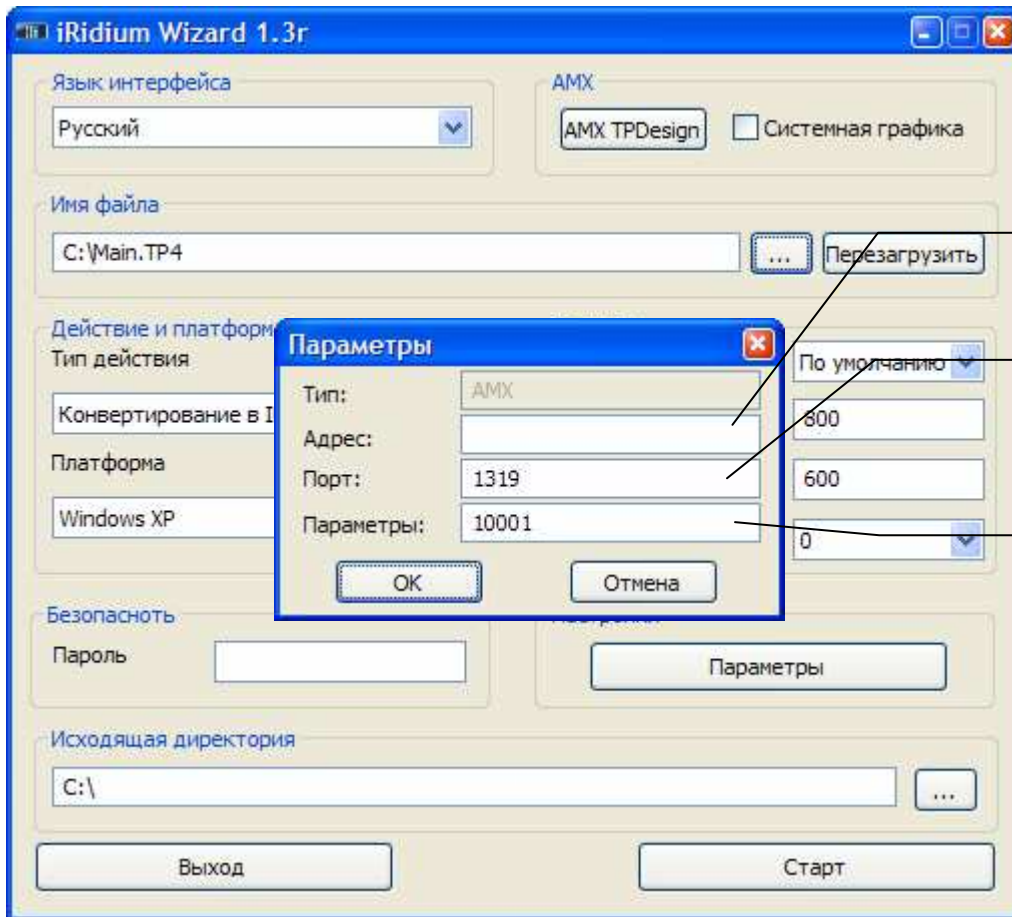 iRidium Wizard 1.3r
Язык интерфейса
Русский
AMX
AMX TPDesign
Системная графика
Имя файла
C:\Main.TP4
...
Перезагрузить
Действие и платформ
Тип действия
Конвертирование в I
Платформа
Windows XP
По умолчанию
800
600
0
Параметры
Тип:
AMX
Адрес:
Порт:
1319
Параметры:
10001
OK
Отмена
Безопасноть
Пароль
Параметры
Исходящая директория
C:\
...
Выход
Старт